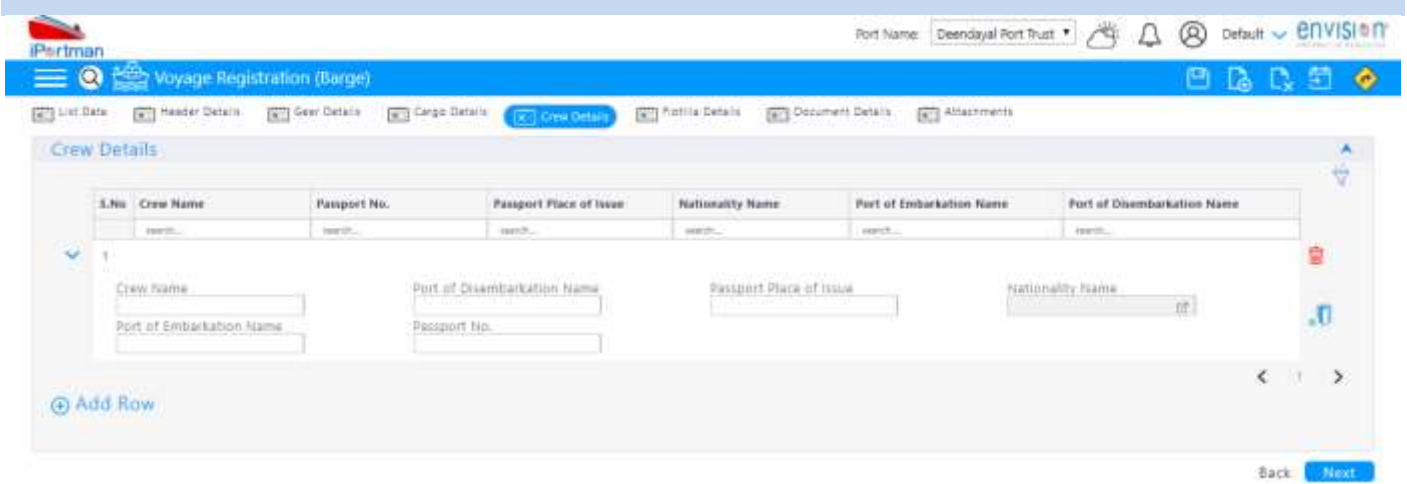 iPortman
Port Name: Deendayal Port Trust Default envision
Voyage Registration (Barge)
List Data Header Details Gear Details Cargo Details Crew Details Flotilla Details Document Details Attachments
Crew Details
S.No Crew Name Passport No. Passport Place of Issue Nationality Name Port of Embarkation Name Port of Disembarkation Name
search... search... search... search... search... search...
1
Crew Name Port of Disembarkation Name Passport Place of Issue Nationality Name
Port of Embarkation Name Passport No.
1
Add Row
Back Next